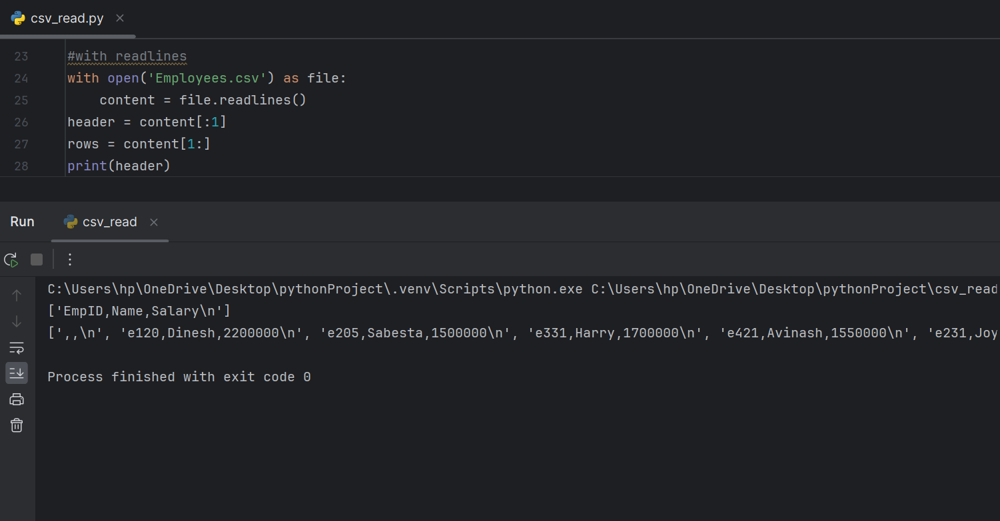 csv_read.py
23 #with readlines
24 with open('Employees.csv') as file:
25     content = file.readlines()
26 header = content[:1]
27 rows = content[1:]
28 print(header)
Run csv_read
C:\Users\hp\OneDrive\Desktop\pythonProject\.venv\Scripts\python.exe C:\Users\hp\OneDrive\Desktop\pythonProject\csv_read
['EmpID,Name,Salary\n']
[',,\n', 'e120,Dinesh,2200000\n', 'e205,Sabesta,1500000\n', 'e331,Harry,1700000\n', 'e421,Avinash,1550000\n', 'e231,Joy
Process finished with exit code 0